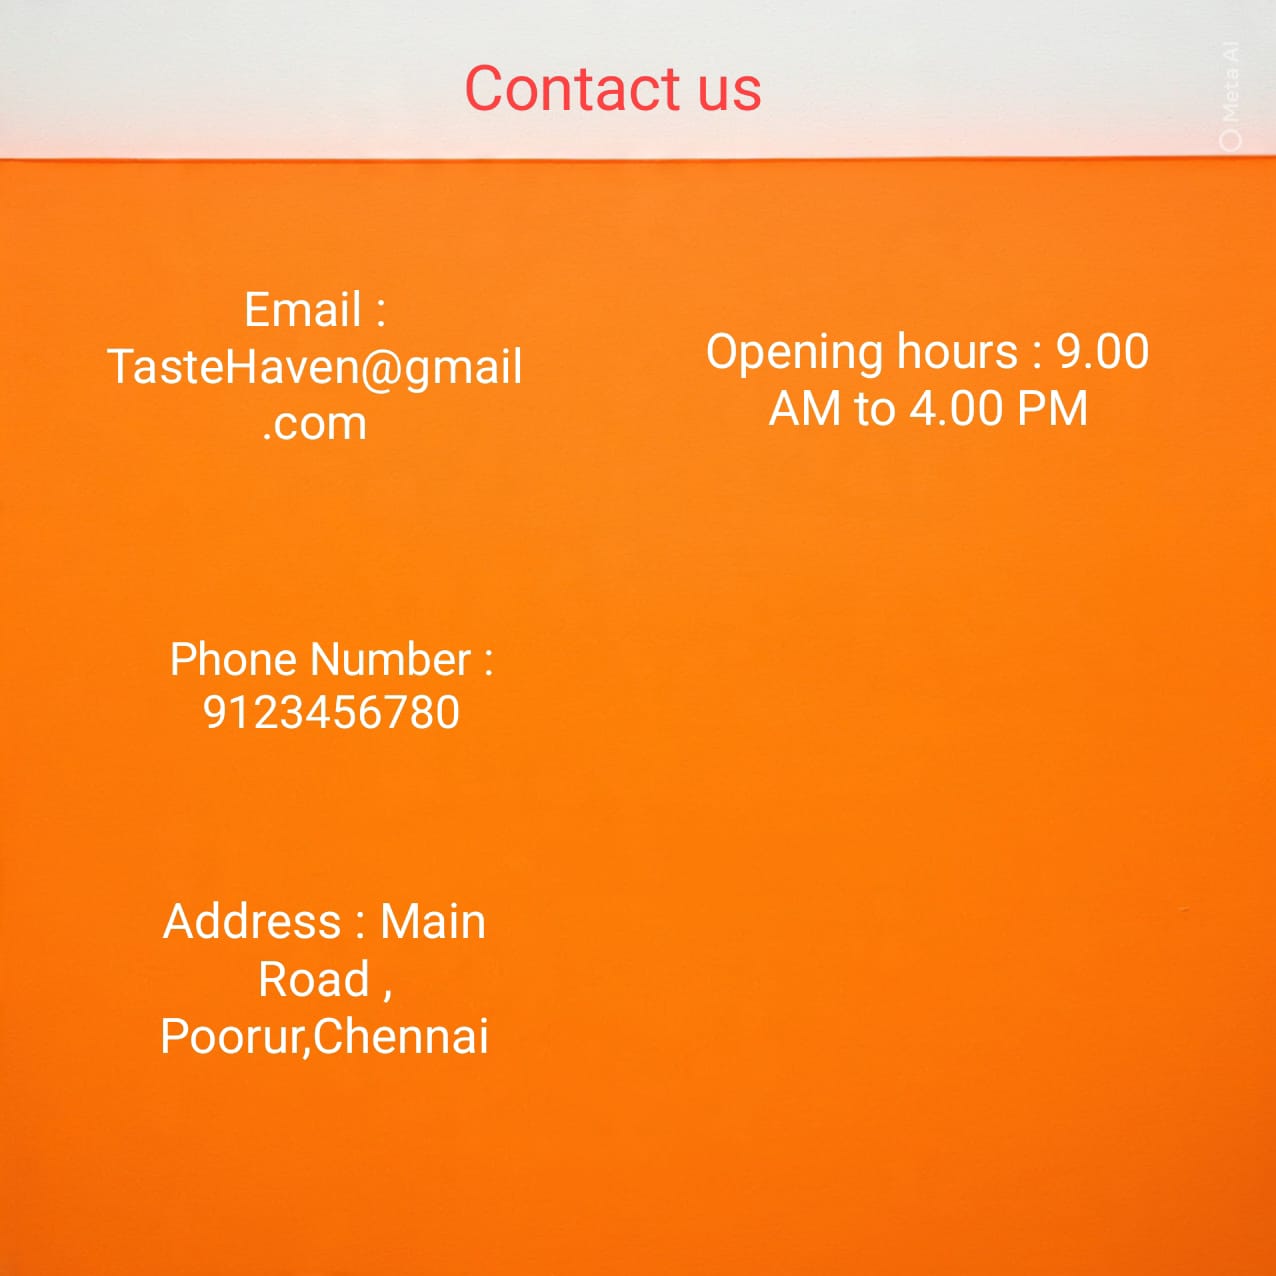 Contact us
Email :
TasteHaven@gmail
.com
Opening hours : 9.00
AM to 4.00 PM
Phone Number :
9123456780
Address : Main
Road ,
Poorur,Chennai
Meta AI